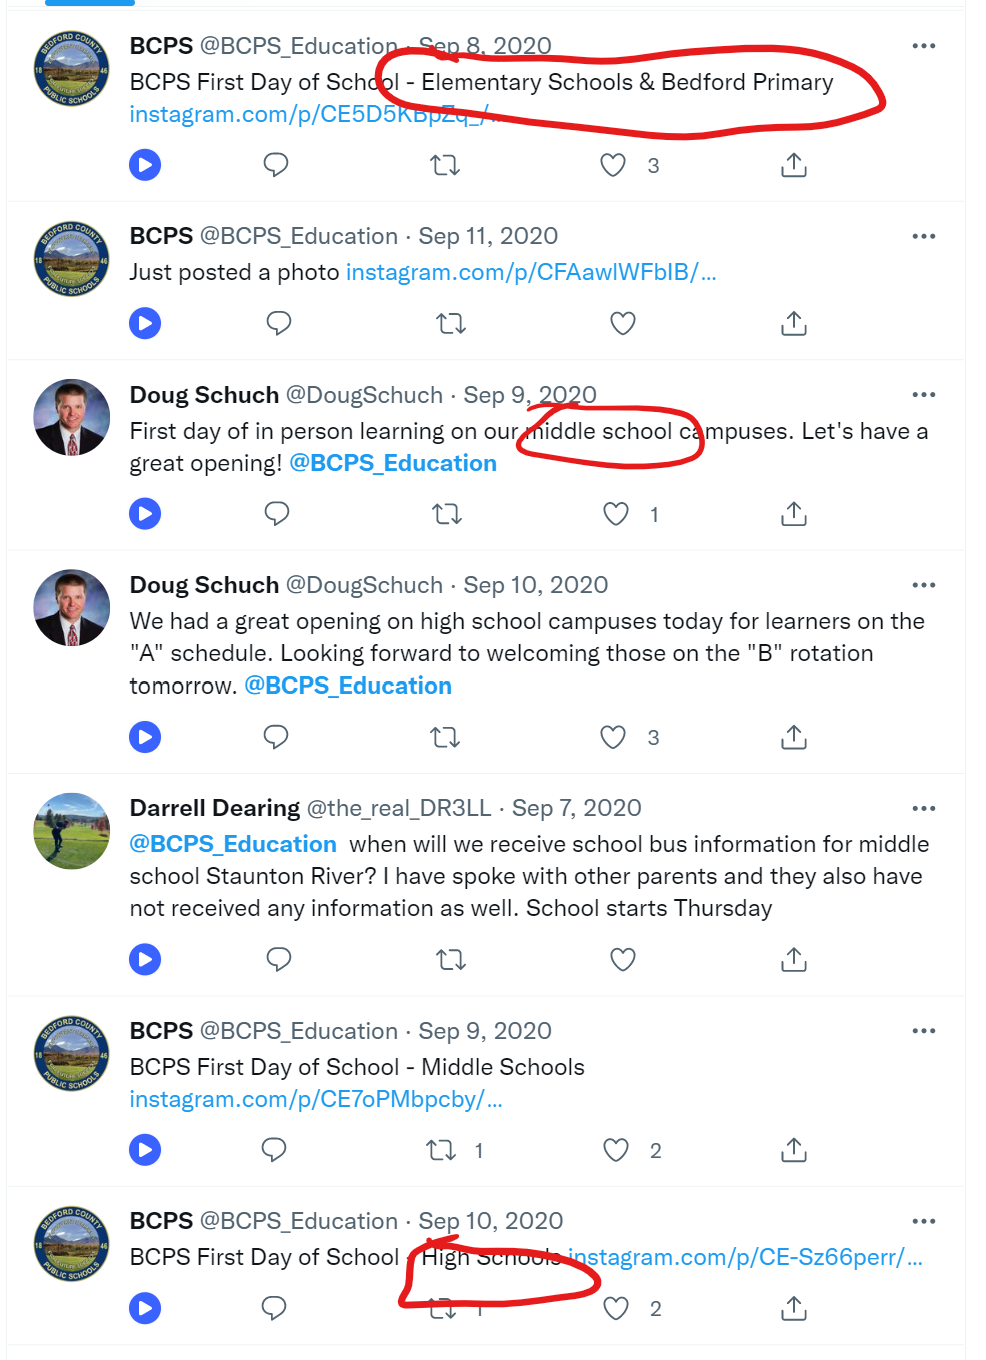 BCPS @BCPS_Education · Sep 8, 2020
BCPS First Day of School - Elementary Schools & Bedford Primary
instagram.com/p/CE5D5KBpZq_/…
3
BCPS @BCPS_Education · Sep 11, 2020
Just posted a photo instagram.com/p/CFAawlWFbIB/…
Doug Schuch @DougSchuch · Sep 9, 2020
First day of in person learning on our middle school campuses. Let's have a
great opening! @BCPS_Education
1
Doug Schuch @DougSchuch · Sep 10, 2020
We had a great opening on high school campuses today for learners on the
"A" schedule. Looking forward to welcoming those on the "B" rotation
tomorrow. @BCPS_Education
3
Darrell Dearing @the_real_DR3LL · Sep 7, 2020
@BCPS_Education when will we receive school bus information for middle
school Staunton River? I have spoke with other parents and they also have
not received any information as well. School starts Thursday
BCPS @BCPS_Education · Sep 9, 2020
BCPS First Day of School - Middle Schools
instagram.com/p/CE7oPMbpcby/…
1 2
BCPS @BCPS_Education · Sep 10, 2020
BCPS First Day of School - High Schools instagram.com/p/CE-Sz66perr/…
1 2